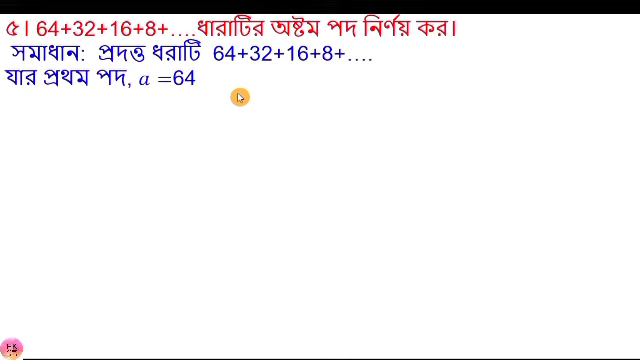 ৫। 64+32+16+8+....ধারাটির অষ্টম পদ নির্ণয় কর।
সমাধান: প্রদত্ত ধরাটি 64+32+16+8+....
যার প্রথম পদ, a =64